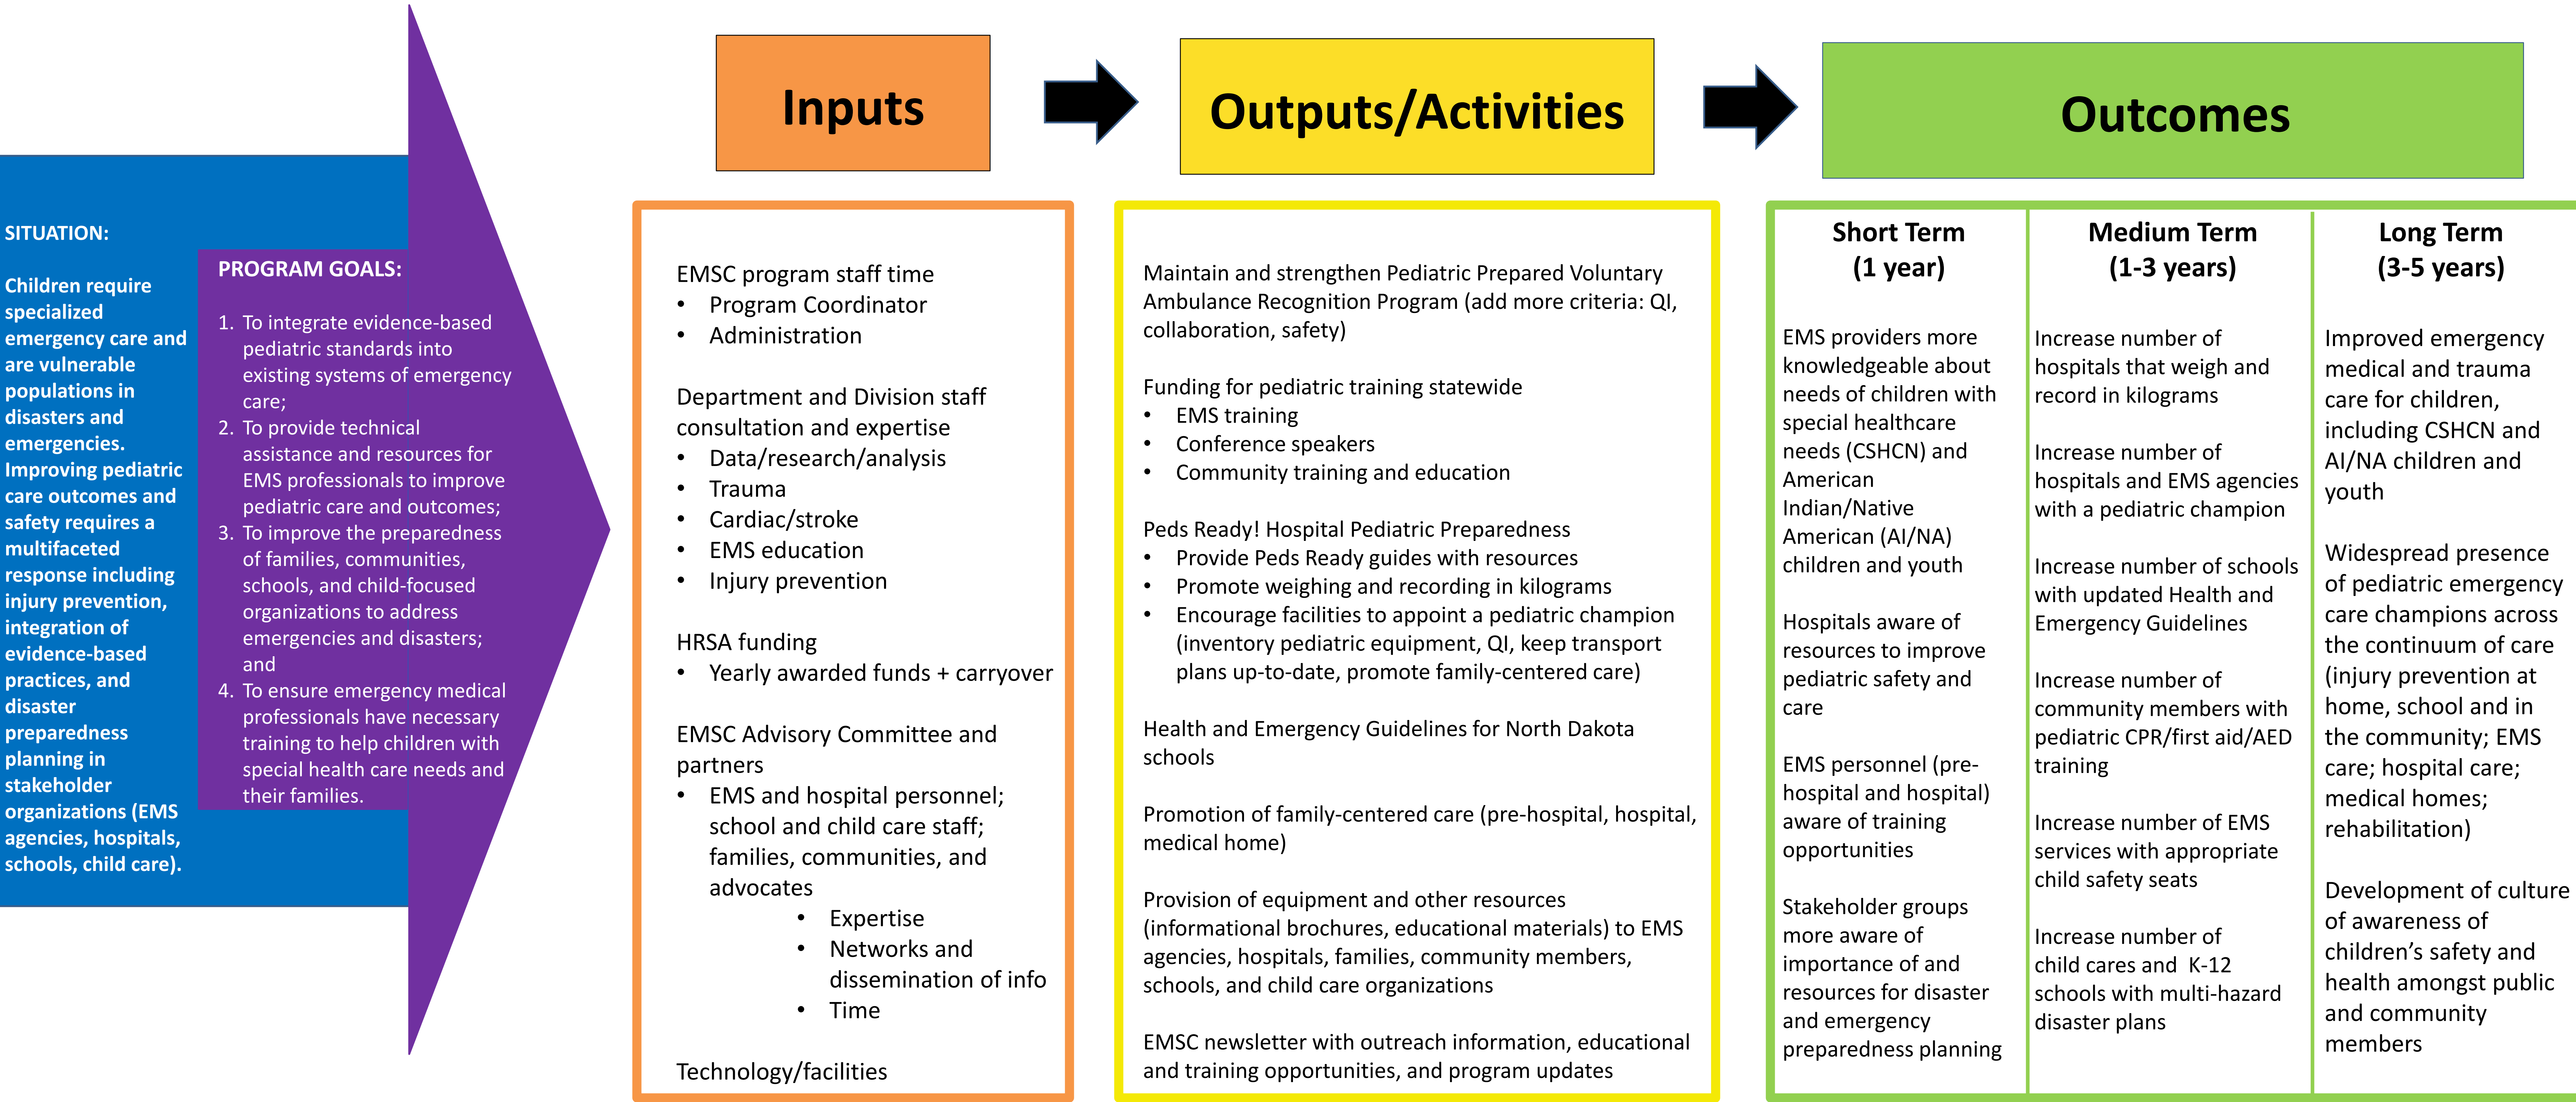 SITUATION:
Children require
specialized
emergency care and
are vulnerable
populations in
disasters and
emergencies.
Improving pediatric
care outcomes and
safety requires a
multifaceted
response including
injury prevention,
integration of
evidence-based
practices, and
disaster
preparedness
planning in
stakeholder
organizations (EMS
agencies, hospitals,
schools, child care).
PROGRAM GOALS:
1. To integrate evidence-based
pediatric standards into
existing systems of emergency
care;
2. To provide technical
assistance and resources for
EMS professionals to improve
pediatric care and outcomes;
3. To improve the preparedness
of families, communities,
schools, and child-focused
organizations to address
emergencies and disasters;
and
4. To ensure emergency medical
professionals have necessary
training to help children with
special health care needs and
their families.
Inputs
EMSC program staff time
• Program Coordinator
• Administration
Department and Division staff
consultation and expertise
• Data/research/analysis
• Trauma
• Cardiac/stroke
• EMS education
• Injury prevention
HRSA funding
• Yearly awarded funds + carryover
EMSC Advisory Committee and
partners
• EMS and hospital personnel;
school and child care staff;
families, communities, and
advocates
• Expertise
• Networks and
dissemination of info
• Time
Technology/facilities
Outputs/Activities
Maintain and strengthen Pediatric Prepared Voluntary
Ambulance Recognition Program (add more criteria: QI,
collaboration, safety)
Funding for pediatric training statewide
• EMS training
• Conference speakers
• Community training and education
Peds Ready! Hospital Pediatric Preparedness
• Provide Peds Ready guides with resources
• Promote weighing and recording in kilograms
• Encourage facilities to appoint a pediatric champion
(inventory pediatric equipment, QI, keep transport
plans up-to-date, promote family-centered care)
Health and Emergency Guidelines for North Dakota
schools
Promotion of family-centered care (pre-hospital, hospital,
medical home)
Provision of equipment and other resources
(informational brochures, educational materials) to EMS
agencies, hospitals, families, community members,
schools, and child care organizations
EMSC newsletter with outreach information, educational
and training opportunities, and program updates
Outcomes
Short Term
(1 year)
EMS providers more
knowledgeable about
needs of children with
special healthcare
needs (CSHCN) and
American
Indian/Native
American (AI/NA)
children and youth
Hospitals aware of
resources to improve
pediatric safety and
care
EMS personnel (pre-
hospital and hospital)
aware of training
opportunities
Stakeholder groups
more aware of
importance of and
resources for disaster
and emergency
preparedness planning
Medium Term
(1-3 years)
Increase number of
hospitals that weigh and
record in kilograms
Increase number of
hospitals and EMS agencies
with a pediatric champion
Increase number of schools
with updated Health and
Emergency Guidelines
Increase number of
community members with
pediatric CPR/first aid/AED
training
Increase number of EMS
services with appropriate
child safety seats
Increase number of
child cares and K-12
schools with multi-hazard
disaster plans
Long Term
(3-5 years)
Improved emergency
medical and trauma
care for children,
including CSHCN and
AI/NA children and
youth
Widespread presence
of pediatric emergency
care champions across
the continuum of care
(injury prevention at
home, school and in
the community; EMS
care; hospital care;
medical homes;
rehabilitation)
Development of culture
of awareness of
children’s safety and
health amongst public
and community
members